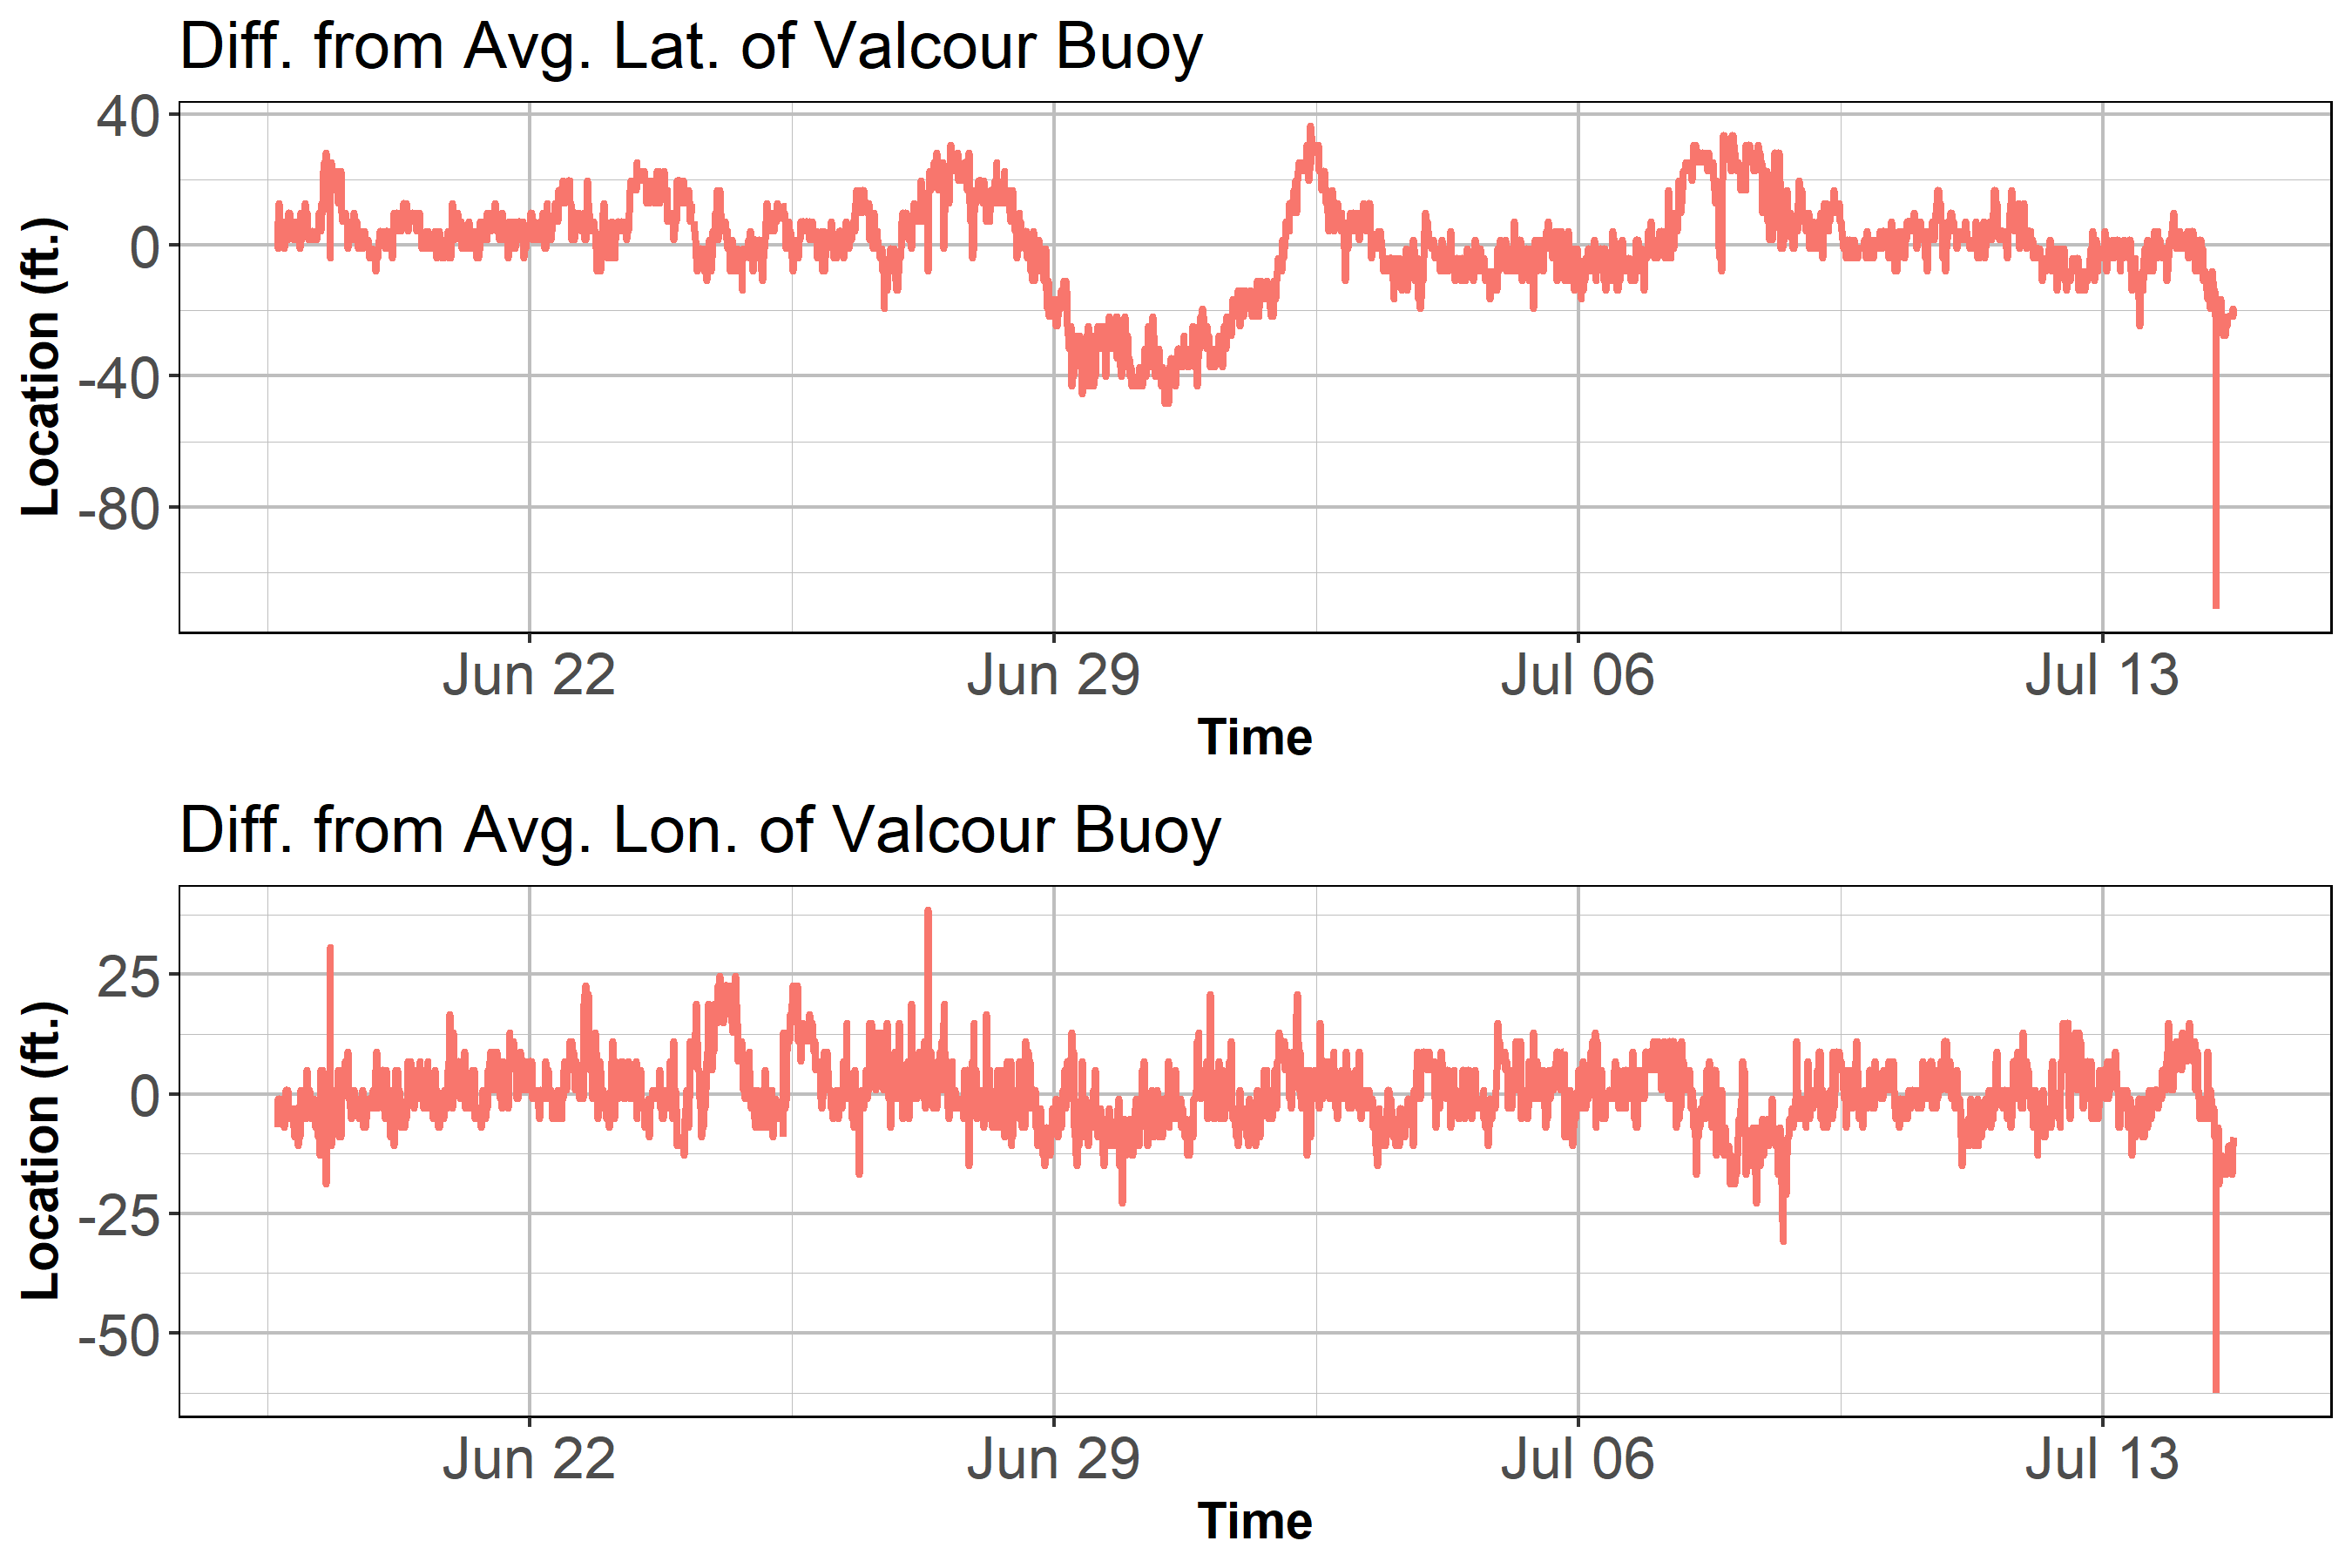 Diff. from Avg. Lat. of Valcour Buoy
Location (ft.)
40
0
-40
-80
Jun 22 Jun 29 Jul 06 Jul 13
Time
Diff. from Avg. Lon. of Valcour Buoy
Location (ft.)
25
0
-25
-50
Jun 22 Jun 29 Jul 06 Jul 13
Time